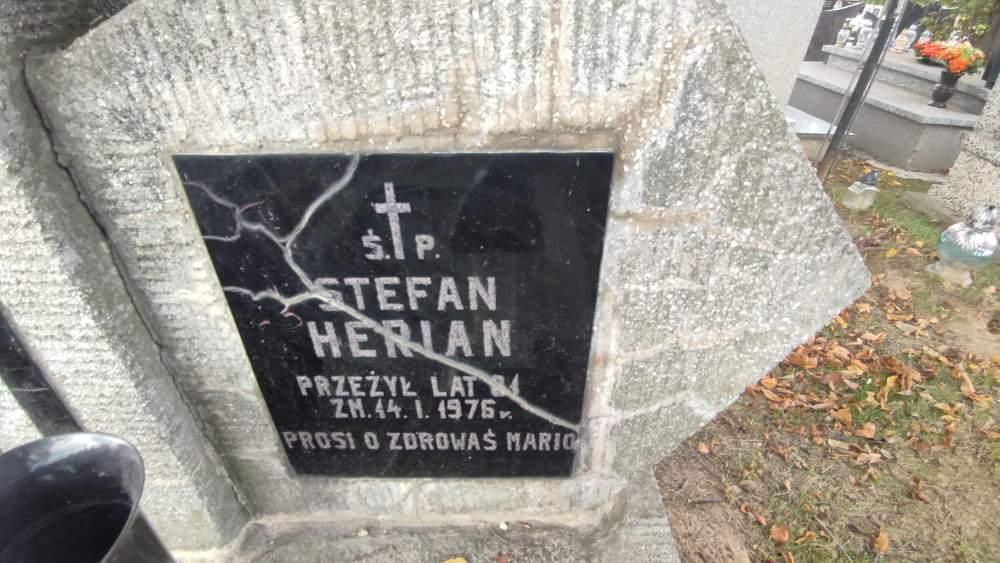 Ś. P.
STEFAN
HERIAN
PRZEŻYŁ LAT
ZM. 14. I. 1976 r.
PROSI O ZDROWAŚ MARIO